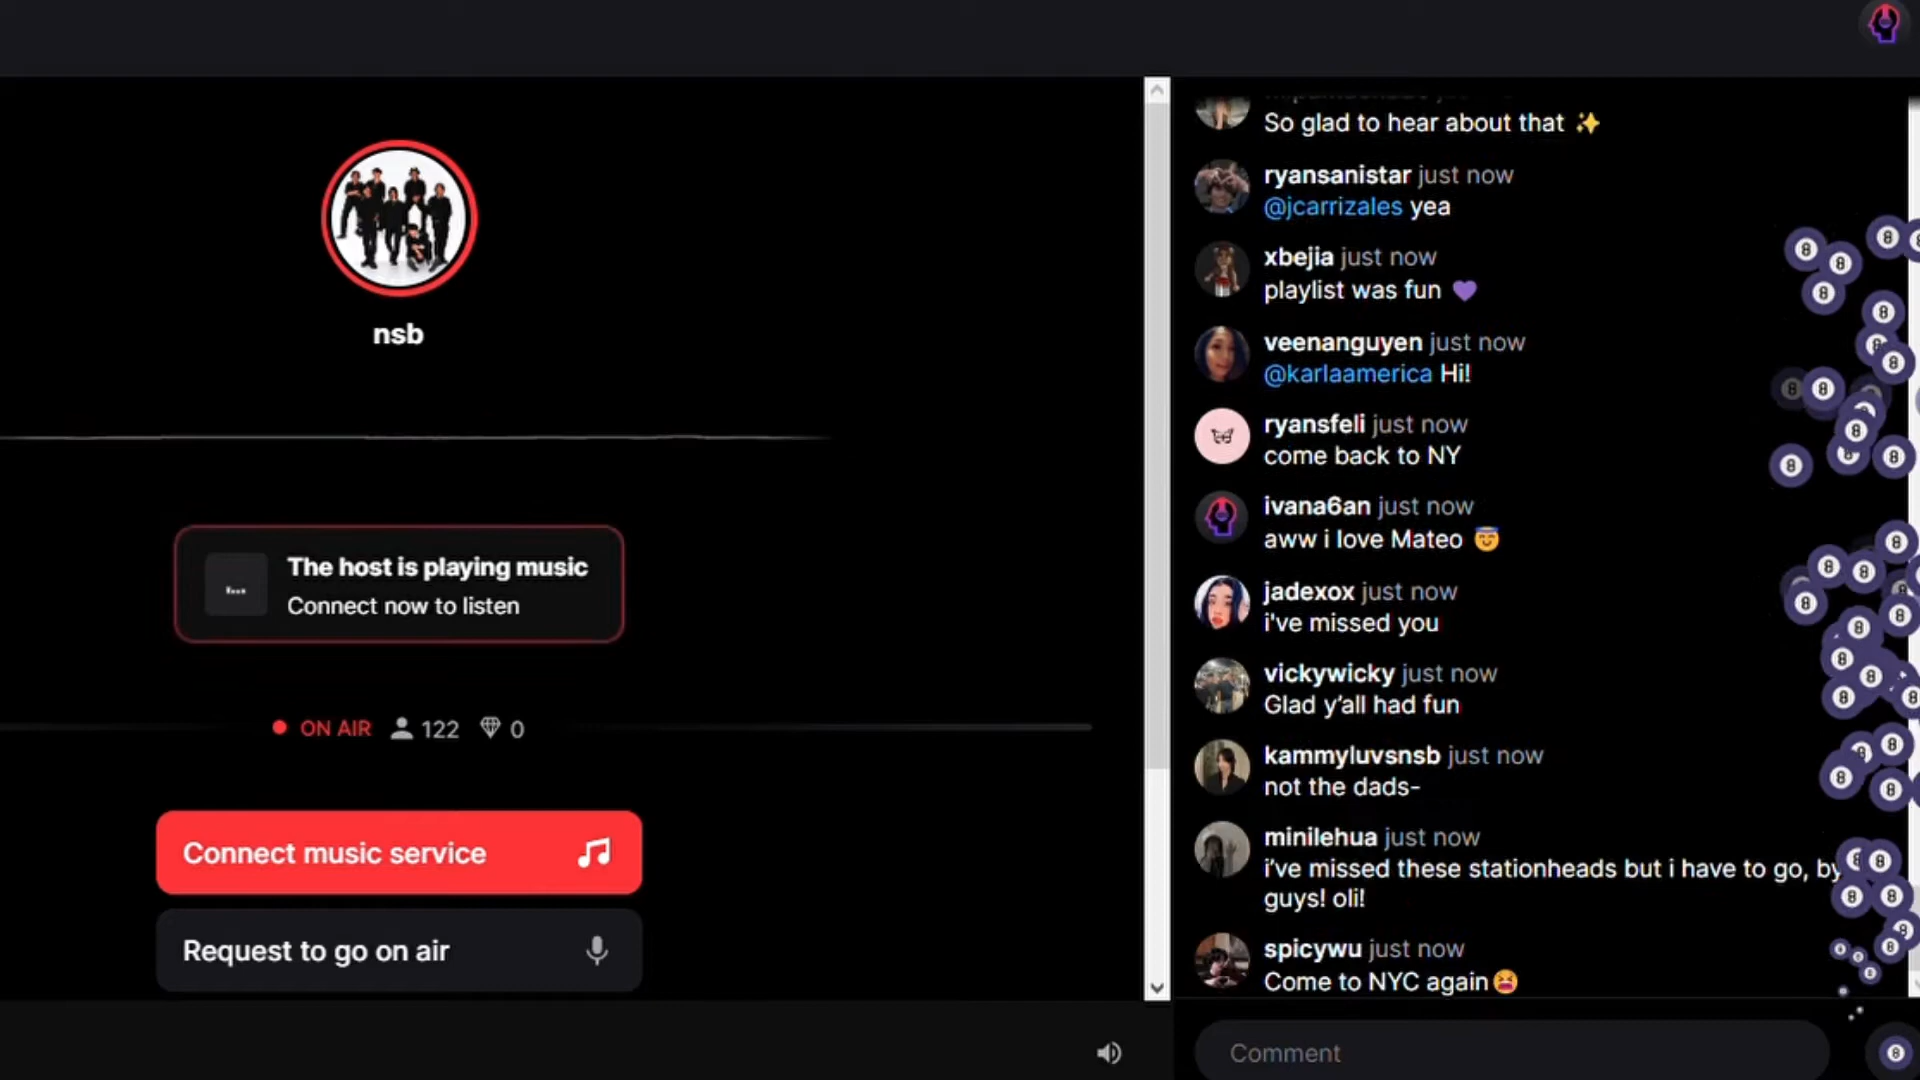 nsb
The host is playing music
Connect now to listen
ON AIR 122 0
Connect music service
Request to go on air
So glad to hear about that ✨
ryansanistar just now
@jcarrizales yea
xbejia just now
playlist was fun 💜
veenanguyen just now
@karlaamerica Hi!
ryansfeli just now
come back to NY
ivana6an just now
aww i love Mateo 😇
jadexox just now
i've missed you
vickywicky just now
Glad y'all had fun
kammyluvsnsb just now
not the dads-
minilehua just now
i've missed these stationheads but i have to go, by
guys! oli!
spicywu just now
Come to NYC again😫
Comment